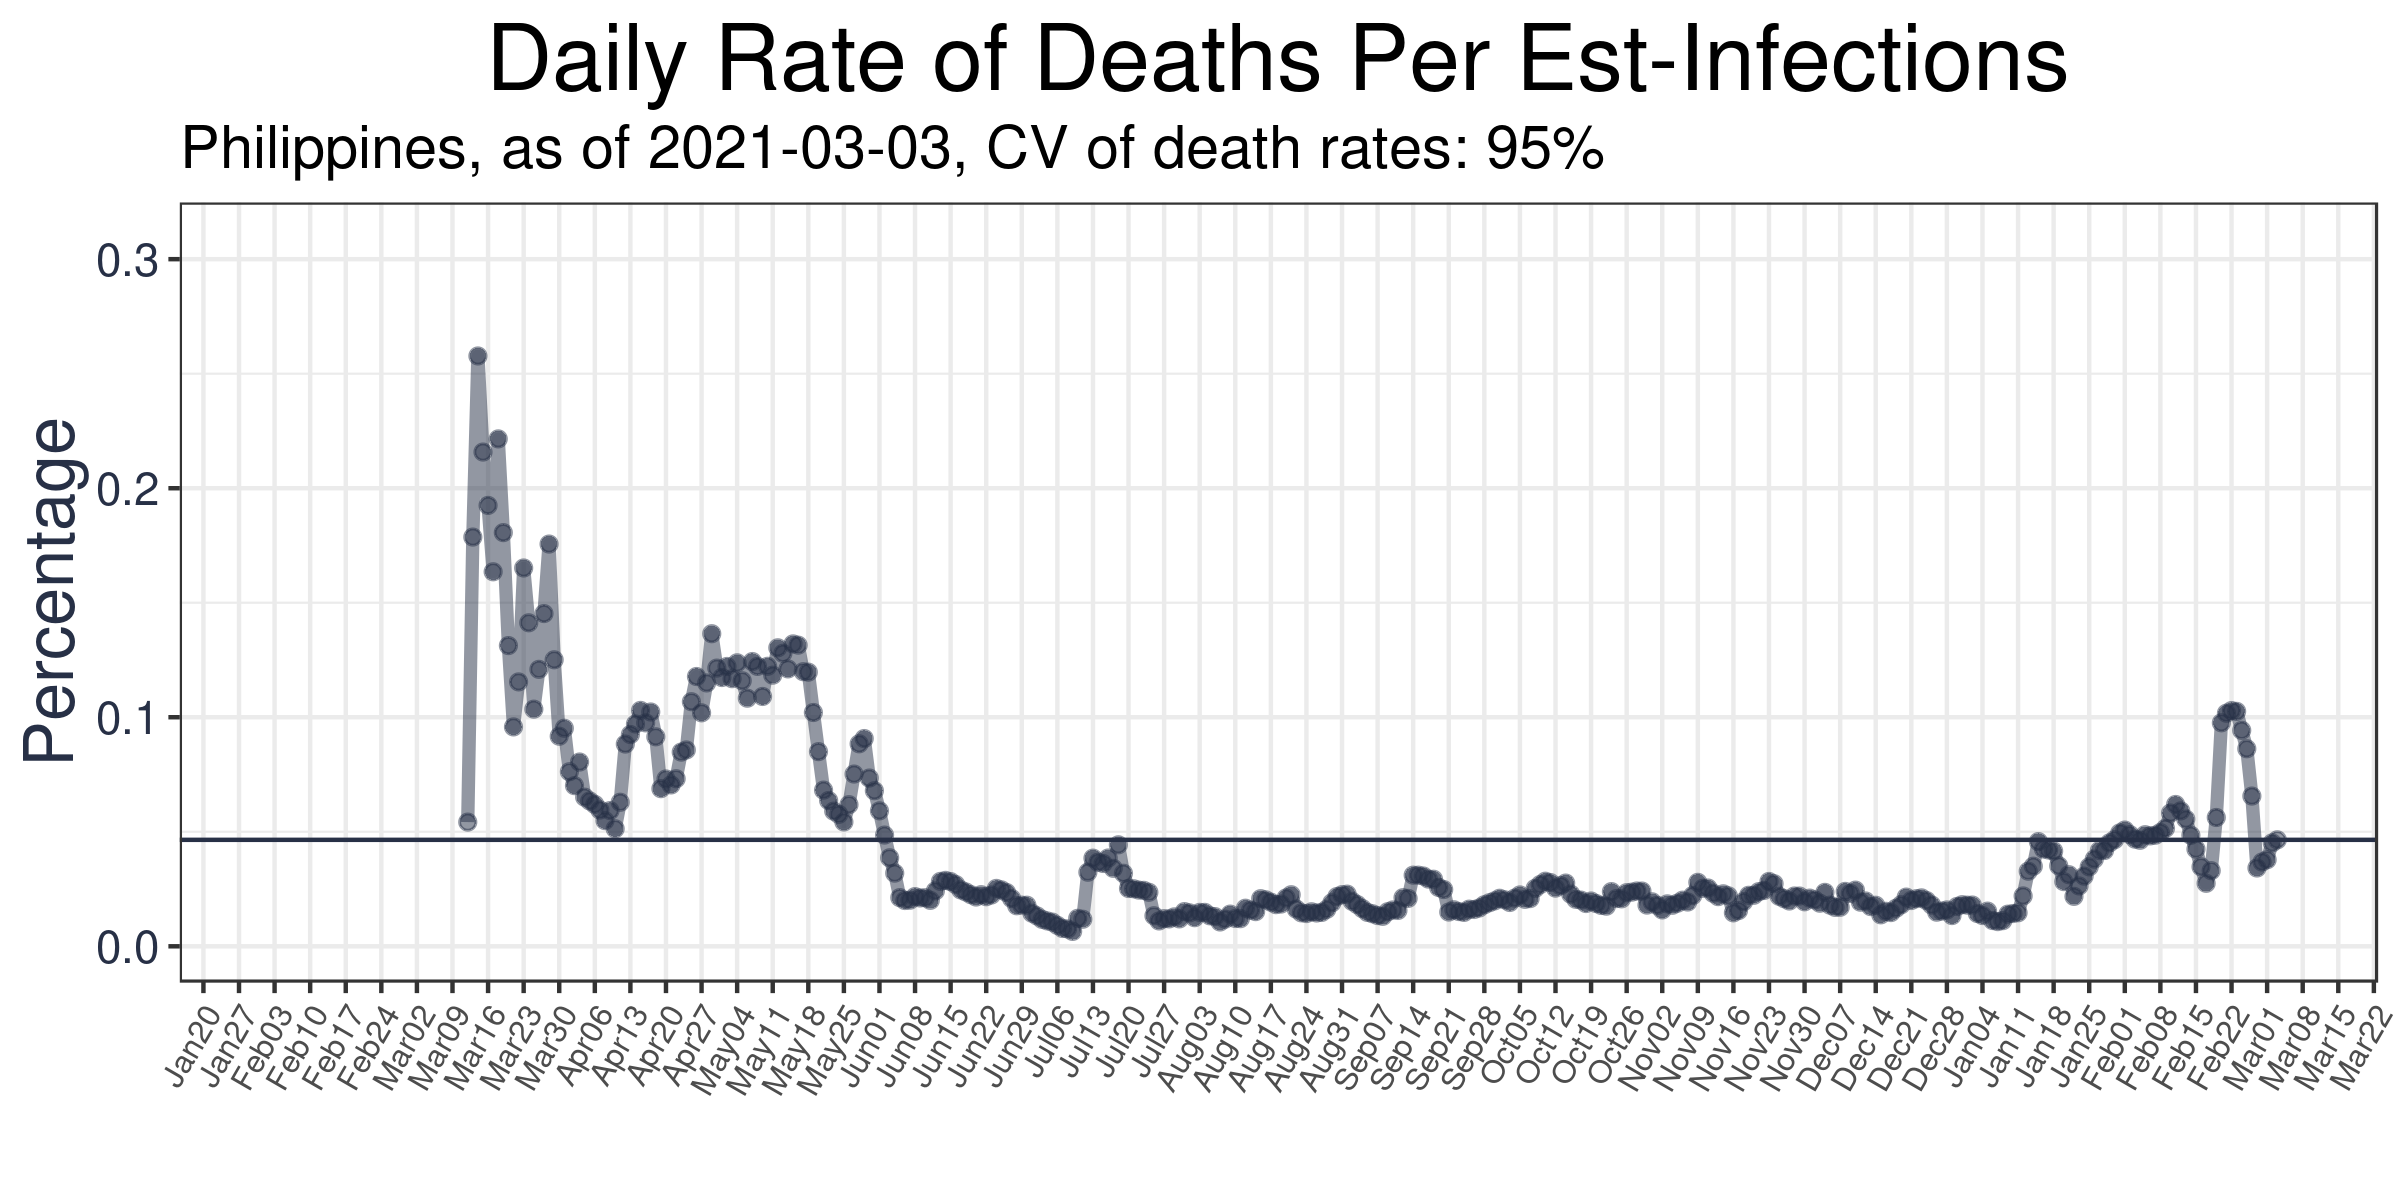 Daily Rate of Deaths Per Est-Infections
Philippines, as of 2021-03-03, CV of death rates: 95%
Percentage
0.3
0.2
0.1
0.0
Jan20
Jan27
Feb03
Feb10
Feb17
Feb24
Mar02
Mar09
Mar16
Mar23
Mar30
Apr06
Apr13
Apr20
Apr27
May04
May11
May18
May25
Jun01
Jun08
Jun15
Jun22
Jun29
Jul06
Jul13
Jul20
Jul27
Aug03
Aug10
Aug17
Aug24
Aug31
Sep07
Sep14
Sep21
Sep28
Oct05
Oct12
Oct19
Oct26
Nov02
Nov09
Nov16
Nov23
Nov30
Dec07
Dec14
Dec21
Dec28
Jan04
Jan11
Jan18
Jan25
Feb01
Feb08
Feb15
Feb22
Mar01
Mar08
Mar15
Mar22